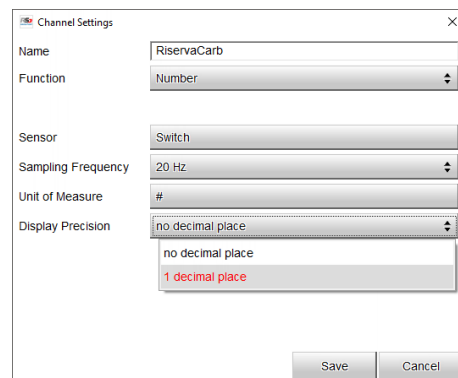 Channel Settings
Name RiservaCarb
Function Number
Sensor Switch
Sampling Frequency 20 Hz
Unit of Measure #
Display Precision no decimal place
no decimal place
1 decimal place
Save Cancel